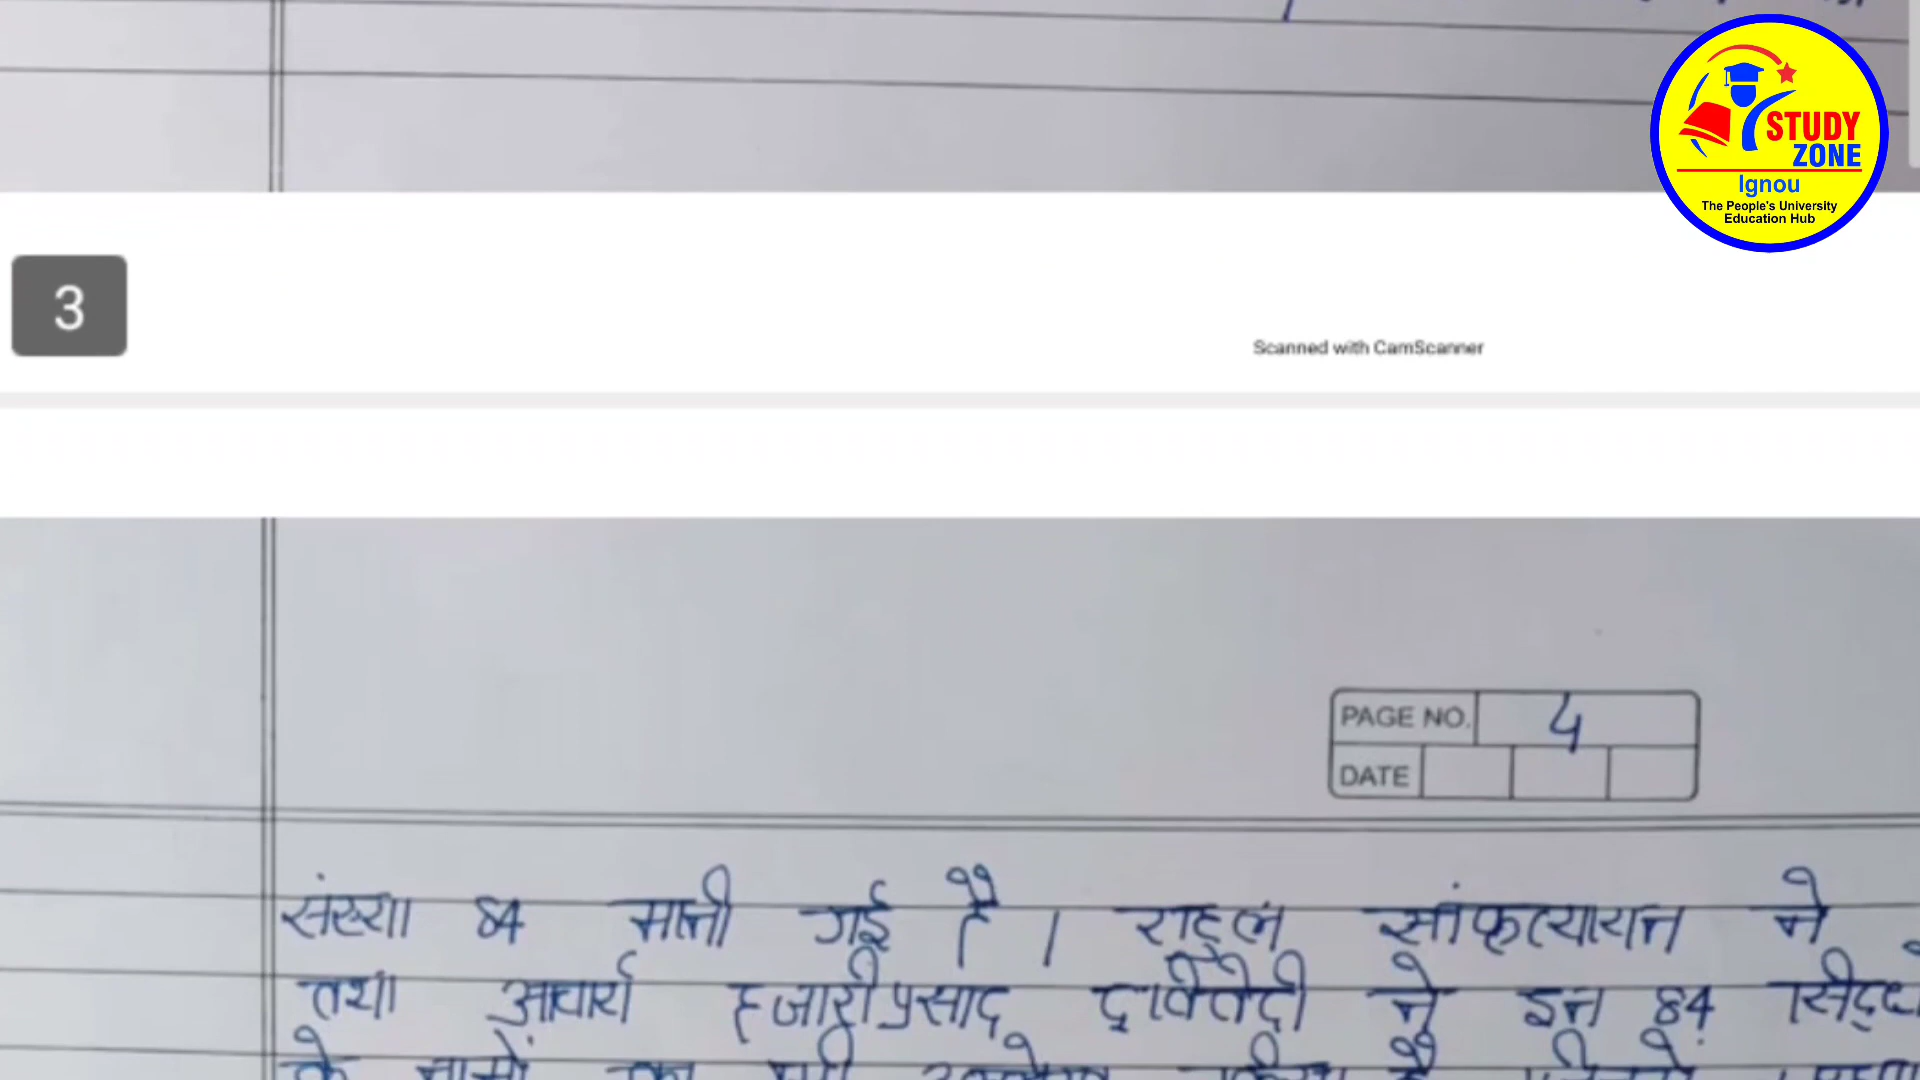 STUDY
ZONE
Ignou
The People's University
Education Hub
3
Scanned with CamScanner
PAGE NO. 4
DATE
संख्या 84 मानी गई है । राहुल सांकृत्यायन ने
तथा आचार्य हजारीप्रसाद द्विवेदी ने इन 84
के नामों का भी उल्लेख किया है